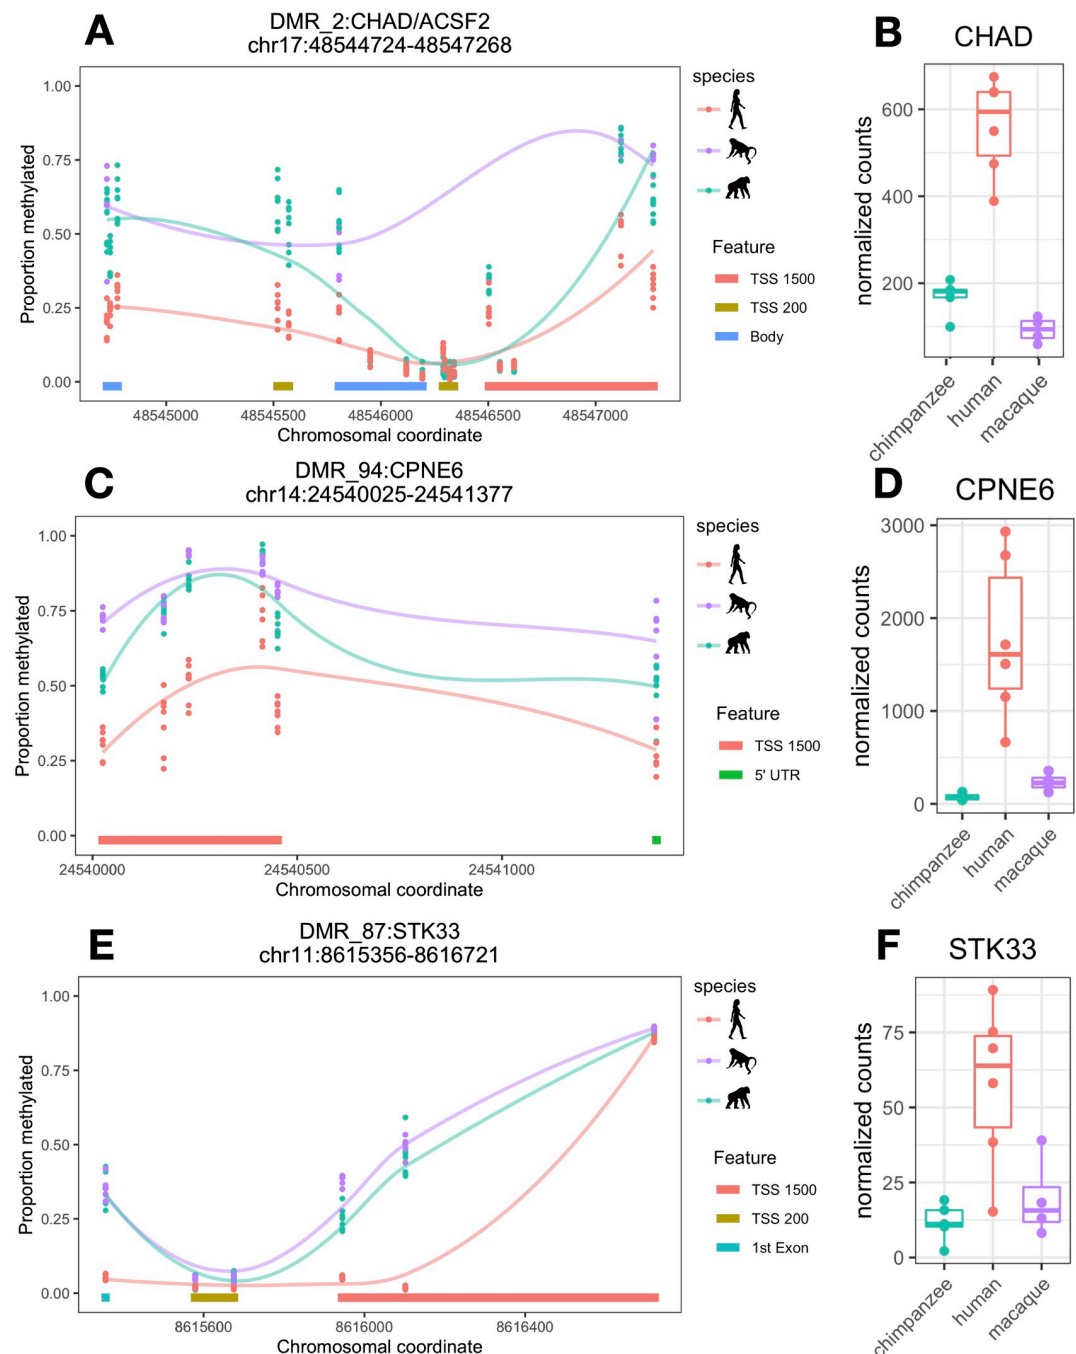 A
DMR_2:CHAD/ACSF2
chr17:48544724-48547268
Proportion methylated
1.00
0.75
0.50
0.25
0.00
48545000 48545500 48546000 48546500 48547000
Chromosomal coordinate
species
Feature
TSS 1500
TSS 200
Body
B
CHAD
normalized counts
600
400
200
chimpanzee
human
macaque
C
DMR_94:CPNE6
chr14:24540025-24541377
Proportion methylated
1.00
0.75
0.50
0.25
0.00
24540000 24540500 24541000
Chromosomal coordinate
species
Feature
TSS 1500
5' UTR
D
CPNE6
normalized counts
3000
2000
1000
0
chimpanzee
human
macaque
E
DMR_87:STK33
chr11:8615356-8616721
Proportion methylated
1.00
0.75
0.50
0.25
0.00
8615600 8616000 8616400
Chromosomal coordinate
species
Feature
TSS 1500
TSS 200
1st Exon
F
STK33
normalized counts
75
50
25
0
chimpanzee
human
macaque